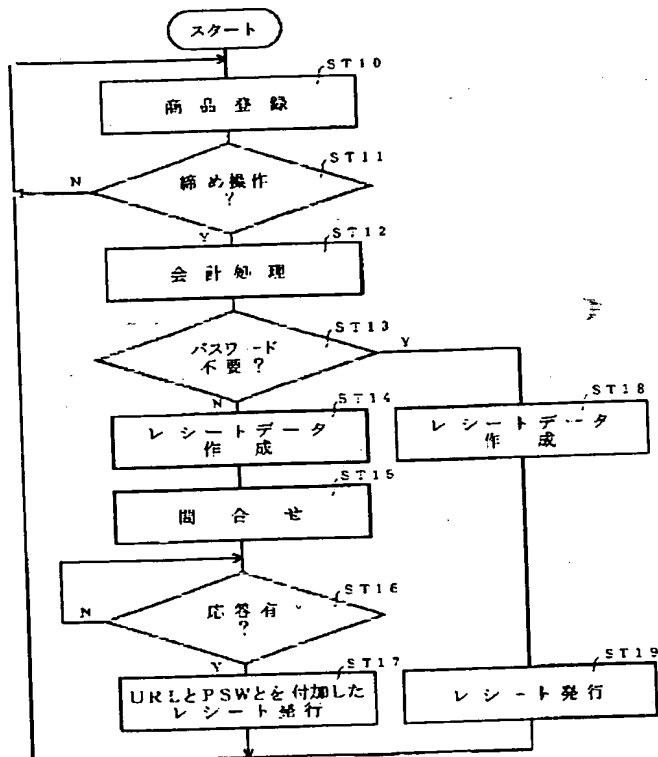 スタート
ST10
商品登録
ST11
締め操作
?
N
Y
ST12
会計処理
ST13
パスワード
不要?
Y
N
ST14
レシートデータ
作成
ST18
レシートデータ
作成
ST15
問合せ
ST16
応答有
?
N
Y
ST17
URLとPSWとを付加した
レシート発行
ST19
レシート発行